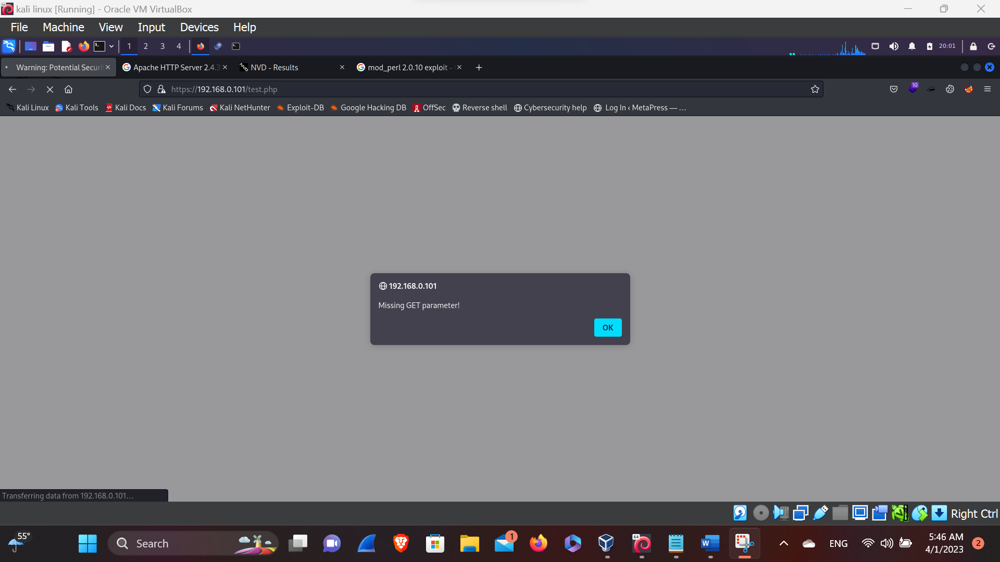 kali linux [Running] - Oracle VM VirtualBox
File Machine View Input Devices Help
1 2 3 4 20:01
Warning: Potential Securi Apache HTTP Server 2.4.3 NVD - Results mod_perl 2.0.10 exploit -
https://192.168.0.101/test.php 10
Kali Linux Kali Tools Kali Docs Kali Forums Kali NetHunter Exploit-DB Google Hacking DB OffSec Reverse shell Cybersecurity help Log In ‹ MetaPress — …
192.168.0.101
Missing GET parameter!
OK
Transferring data from 192.168.0.101…
Right Ctrl
55° Search 1 64 ENG 5:46 AM 2
4/1/2023